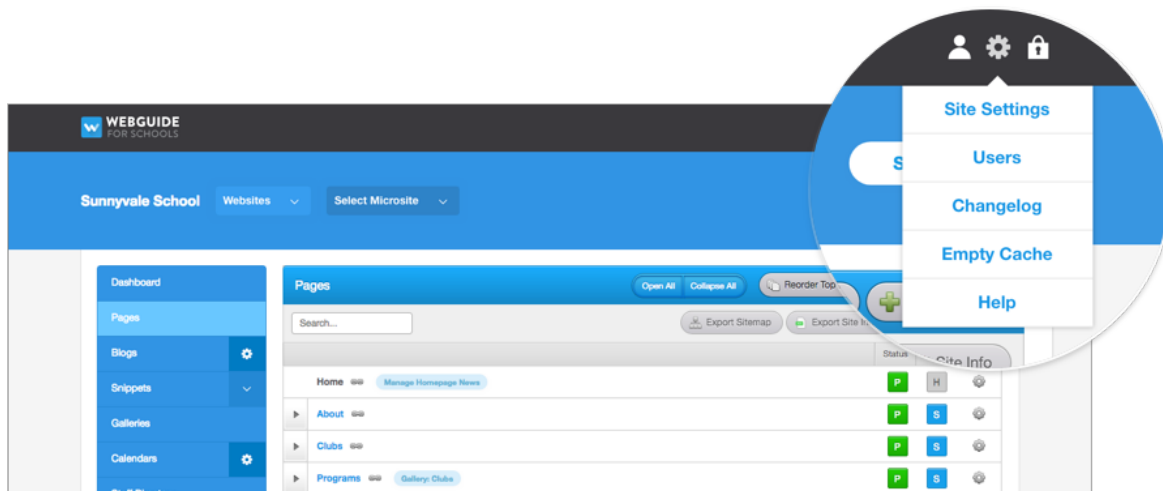 WEBGUIDE
FOR SCHOOLS
Sunnyvale School Websites Select Microsite
Site Settings
Users
Changelog
Empty Cache
Help
S
Dashboard
Pages
Blogs
Snippets
Galleries
Calendars
Pages Open All Collapse All Reorder Top
Search... Export Sitemap Export Site
Status Site Info
Home Manage Homepage News P H
About P S
Clubs P S
Programs Gallery: Clubs P S